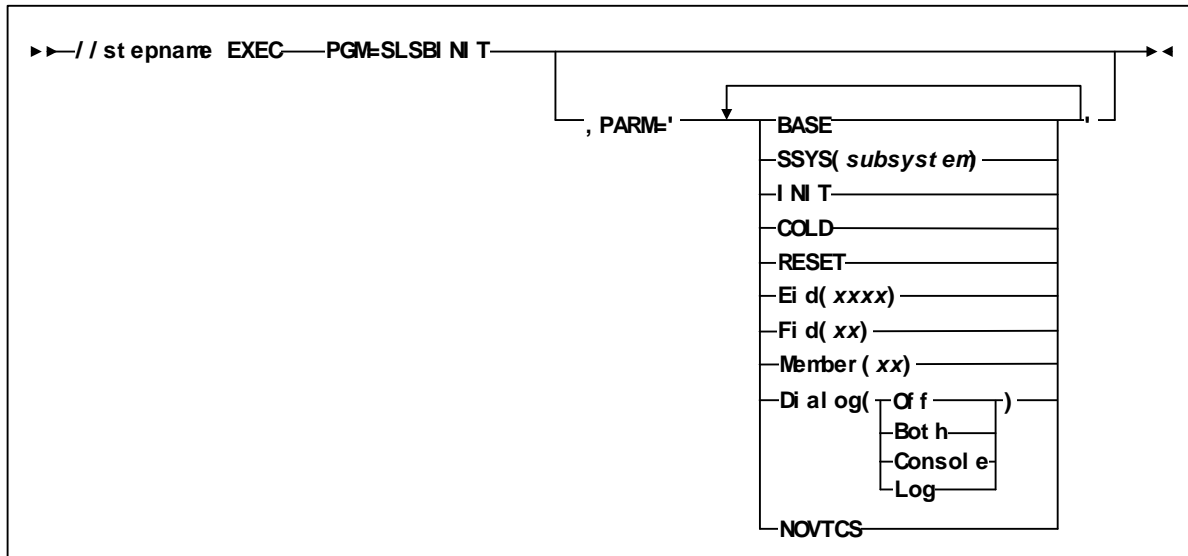 //stepname EXEC PGM=SLSBINIT
,PARM=' BASE '
SSYS(subsystem)
INIT
COLD
RESET
Eid(xxxx)
Fid(xx)
Member(xx)
Dialog( Off )
Both
Console
Log
NOVTCS